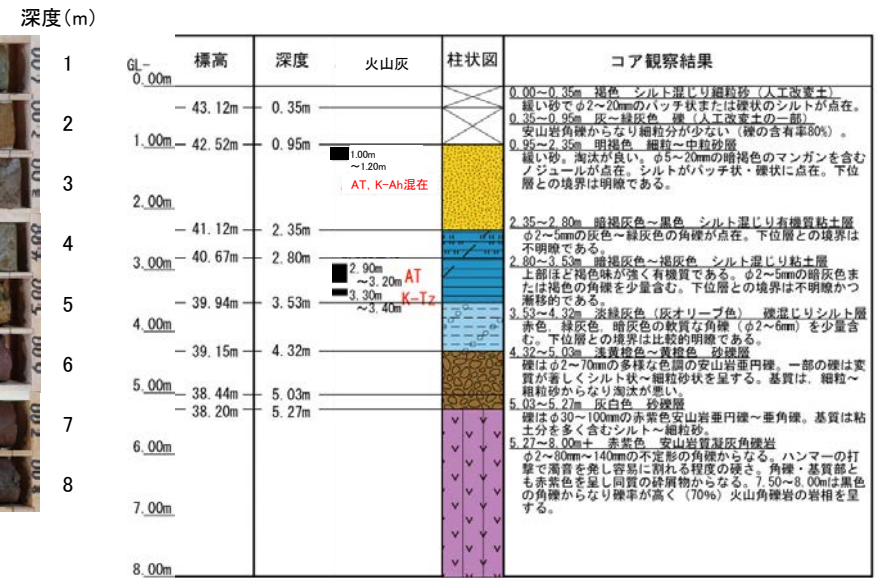 深度(m)
1
2
3
4
5
6
7
8
GL-
標高
深度
火山灰
柱状図
コア観察結果
0.00m
1.00m
2.00m
3.00m
4.00m
5.00m
6.00m
7.00m
8.00m
43.12m
0.35m
42.52m
0.95m
41.12m
2.35m
40.67m
2.80m
39.94m
3.53m
39.15m
4.32m
38.44m
5.03m
38.20m
5.27m
1.00m
~1.20m
AT, K-Ah混在
2.90m
~3.20m
AT
3.30m
~3.40m
K-Tz
0.00~0.35m 褐色 シルト混じり細粒砂(人工改変土)
緩い砂でφ2~20mmのパッチ状または礫状のシルトが点在。
0.35~0.95m 灰~緑灰色 礫(人工改変土の一部)
安山岩角礫からなり細粒分が少ない(礫の含有率80%)。
0.95~2.35m 明褐色 細粒~中粒砂層
緩い砂。淘汰が良い。φ5~20mmの暗褐色のマンガンを含む
ノジュールが点在。シルトがパッチ状・礫状に点在。下位
層との境界は明瞭である。
2.35~2.80m 暗褐灰色~黒色 シルト混じり有機質粘土層
φ2~5mmの灰色~緑灰色の角礫が点在。下位層との境界は
不明瞭である。
2.80~3.53m 暗褐灰色~褐灰色 シルト混じり粘土層
上部ほど褐色味が強く有機質である。φ2~5mmの暗灰色ま
たは褐色の角礫を少量含む。下位層との境界は不明瞭かつ
漸移的である。
3.53~4.32m 淡緑灰色(灰オリーブ色) 礫混じりシルト層
赤色、緑灰色、暗灰色の軟質な角礫(φ2~6mm)を少量含
む。下位層との境界は比較的明瞭である。
4.32~5.03m 浅黄橙色~黄橙色 砂礫層
礫はφ2~70mmの多様な色調の安山岩亜円礫。一部の礫は変
質が著しくシルト状~細粒砂状を呈する。基質は、細粒~
粗粒砂からなり淘汰が悪い。
5.03~5.27m 灰白色 砂礫層
礫はφ30~100mmの赤紫色安山岩亜円礫~亜角礫。基質は粘
土分を多く含むシルト~細粒砂。
5.27~8.00m+ 赤紫色 安山岩質凝灰角礫岩
φ2~80mm~140mmの不定形の角礫からなる。ハンマーの打
撃で濁音を発し容易に割れる程度の硬さ。角礫・基質部と
も赤紫色を呈し同質の砕屑物からなる。7.50~8.00mは黒色
の角礫からなり礫率が高く(70%)火山角礫岩の岩相を呈
する。